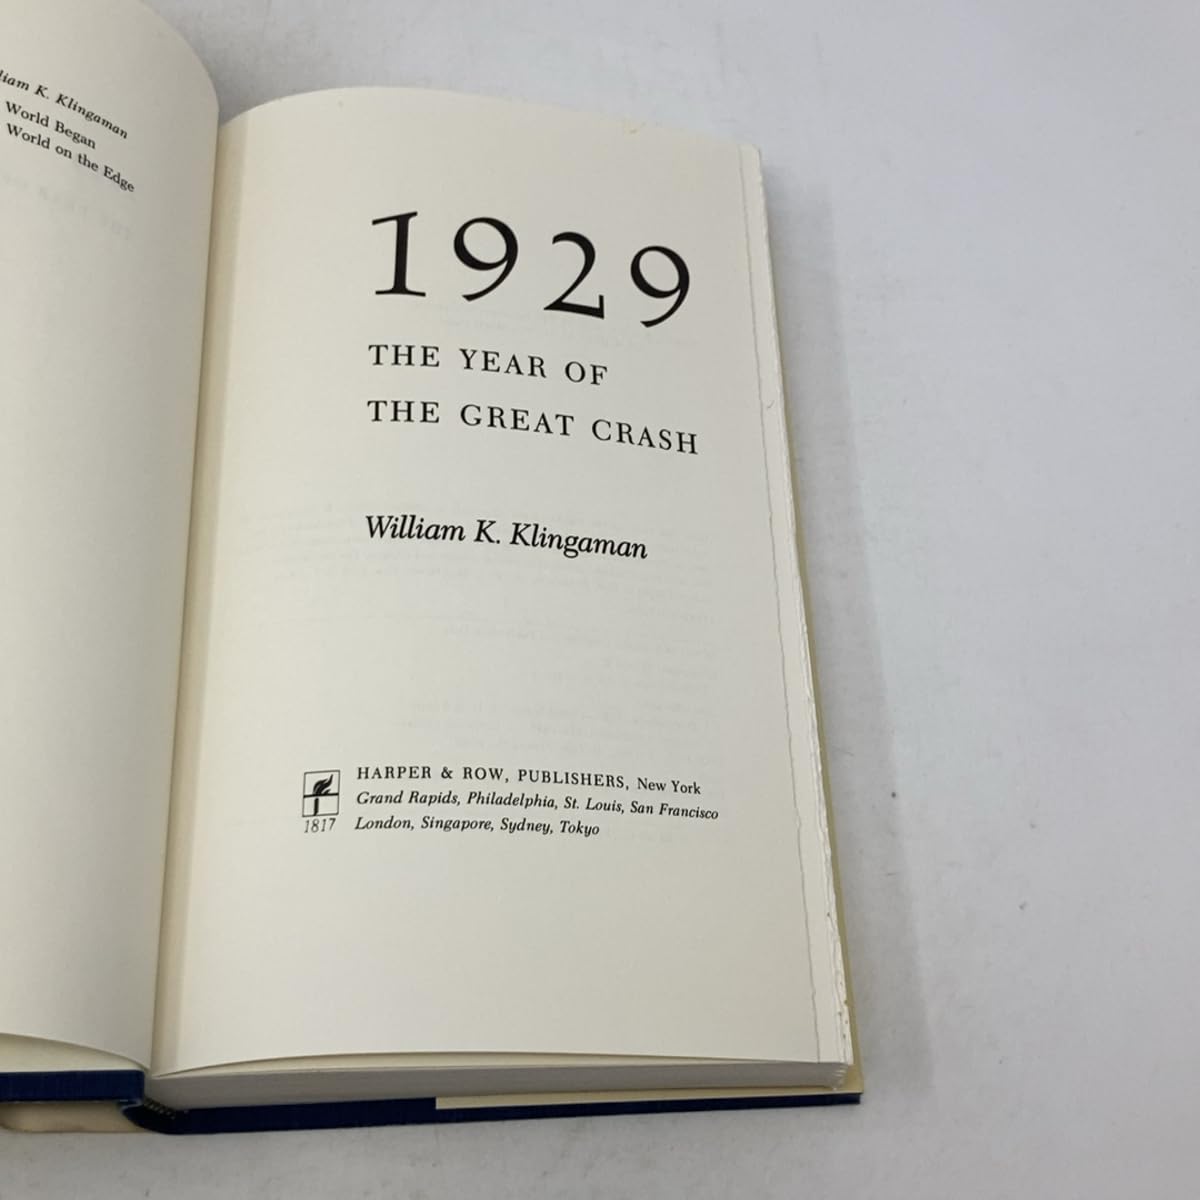 K. Klingaman
World Began
World on the Edge
1929
THE YEAR OF
THE GREAT CRASH
William K. Klingaman
HARPER & ROW, PUBLISHERS, New York
Grand Rapids, Philadelphia, St. Louis, San Francisco
London, Singapore, Sydney, Tokyo
1817